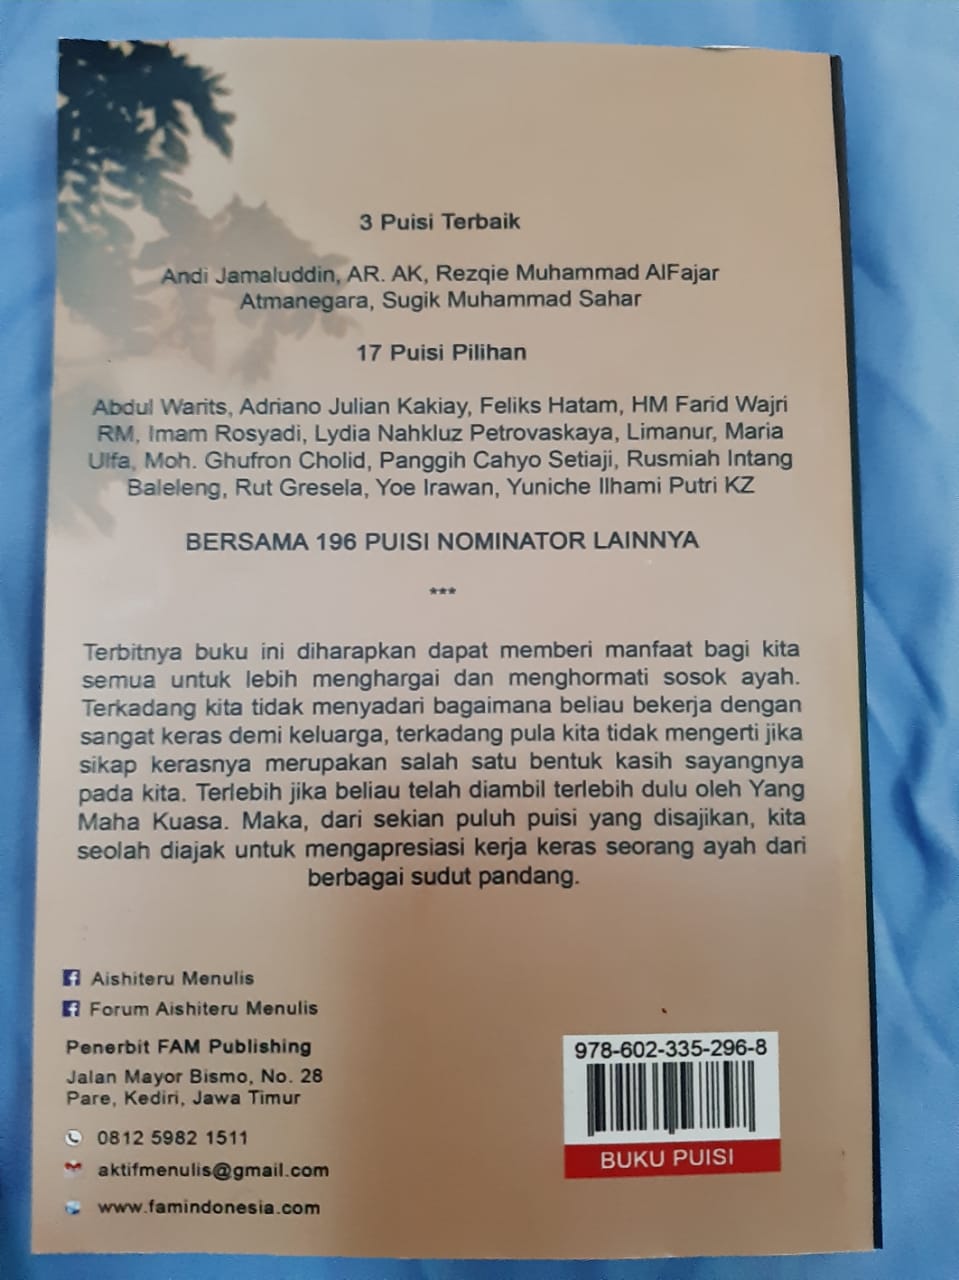 3 Puisi Terbaik
Andi Jamaluddin, AR. AK, Rezqie Muhammad AlFajar
Atmanegara, Sugik Muhammad Sahar
17 Puisi Pilihan
Abdul Warits, Adriano Julian Kakiay, Feliks Hatam, HM Farid Wajri
RM, Imam Rosyadi, Lydia Nahkluz Petrovaskaya, Limanur, Maria
Ulfa, Moh. Ghufron Cholid, Panggih Cahyo Setiaji, Rusmiah Intang
Baleleng, Rut Gresela, Yoe Irawan, Yuniche Ilhami Putri KZ
BERSAMA 196 PUISI NOMINATOR LAINNYA
***
Terbitnya buku ini diharapkan dapat memberi manfaat bagi kita
semua untuk lebih menghargai dan menghormati sosok ayah.
Terkadang kita tidak menyadari bagaimana beliau bekerja dengan
sangat keras demi keluarga, terkadang pula kita tidak mengerti jika
sikap kerasnya merupakan salah satu bentuk kasih sayangnya
pada kita. Terlebih jika beliau telah diambil terlebih dulu oleh Yang
Maha Kuasa. Maka, dari sekian puluh puisi yang disajikan, kita
seolah diajak untuk mengapresiasi kerja keras seorang ayah dari
berbagai sudut pandang.
Aishiteru Menulis
Forum Aishiteru Menulis
Penerbit FAM Publishing
Jalan Mayor Bismo, No. 28
Pare, Kediri, Jawa Timur
0812 5982 1511
aktifmenulis@gmail.com
www.famindonesia.com
978-602-335-296-8
BUKU PUISI